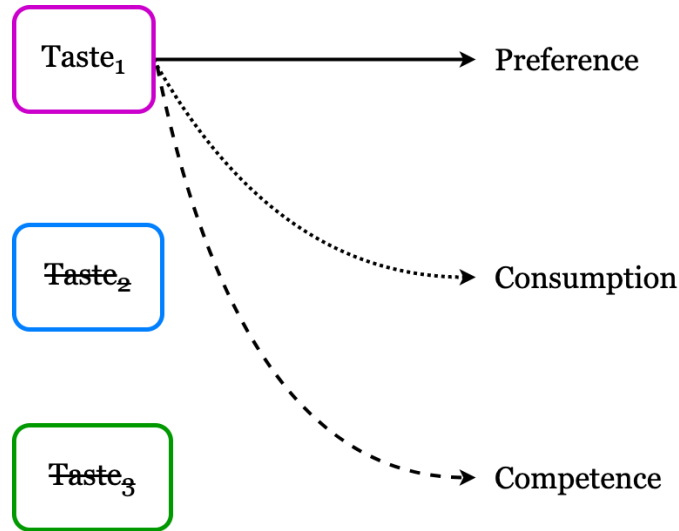 Taste₁
Preference
Taste₂
Consumption
Taste₃
Competence